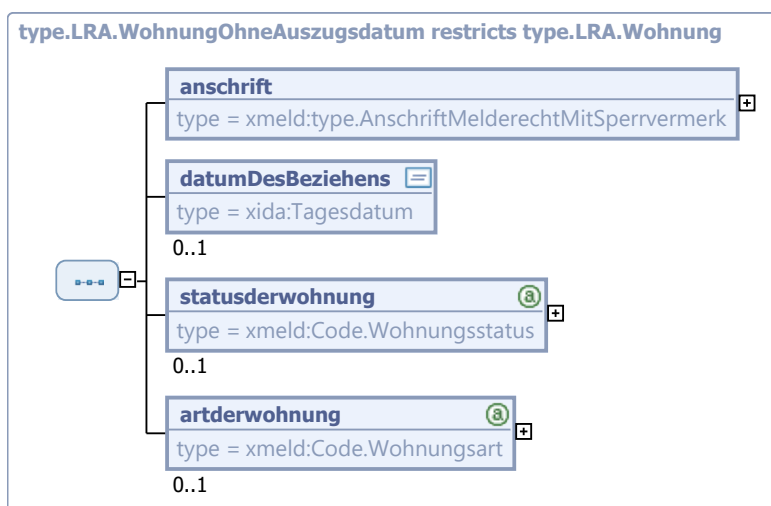 type.LRA.WohnungOhneAuszugsdatum restricts type.LRA.Wohnung
anschrift
type = xmeld:type.AnschriftMelderechtMitSperrvermerk
datumDesBeziehens
type = xida:Tagesdatum
0..1
statusderwohnung
type = xmeld:Code.Wohnungsstatus
0..1
artderwohnung
type = xmeld:Code.Wohnungsart
0..1